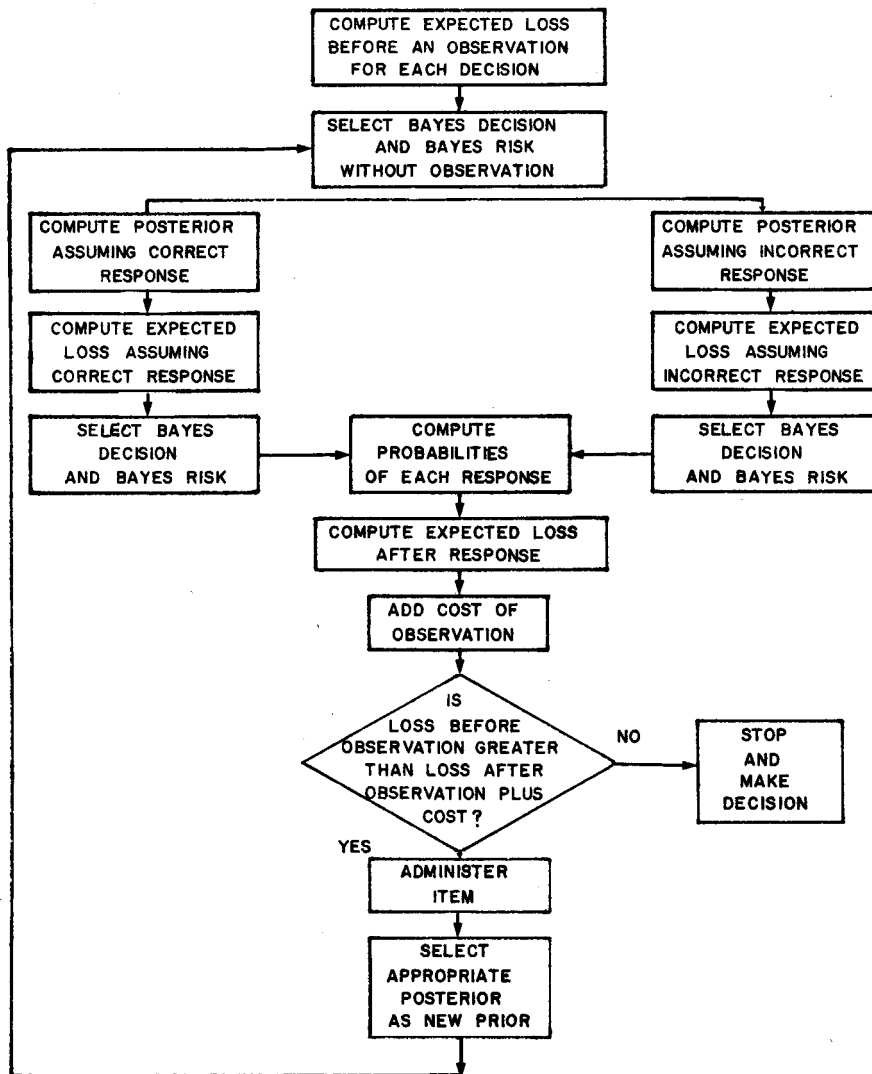 COMPUTE EXPECTED LOSS
BEFORE AN OBSERVATION
FOR EACH DECISION
SELECT BAYES DECISION
AND BAYES RISK
WITHOUT OBSERVATION
COMPUTE POSTERIOR
ASSUMING CORRECT
RESPONSE
COMPUTE POSTERIOR
ASSUMING INCORRECT
RESPONSE
COMPUTE EXPECTED
LOSS ASSUMING
CORRECT RESPONSE
COMPUTE EXPECTED
LOSS ASSUMING
INCORRECT RESPONSE
SELECT BAYES
DECISION
AND BAYES RISK
COMPUTE
PROBABILITIES
OF EACH RESPONSE
SELECT BAYES
DECISION
AND BAYES RISK
COMPUTE EXPECTED LOSS
AFTER RESPONSE
ADD COST OF
OBSERVATION
IS
LOSS BEFORE
OBSERVATION GREATER
THAN LOSS AFTER
OBSERVATION PLUS
COST?
NO
STOP
AND
MAKE
DECISION
YES
ADMINISTER
ITEM
SELECT
APPROPRIATE
POSTERIOR
AS NEW PRIOR